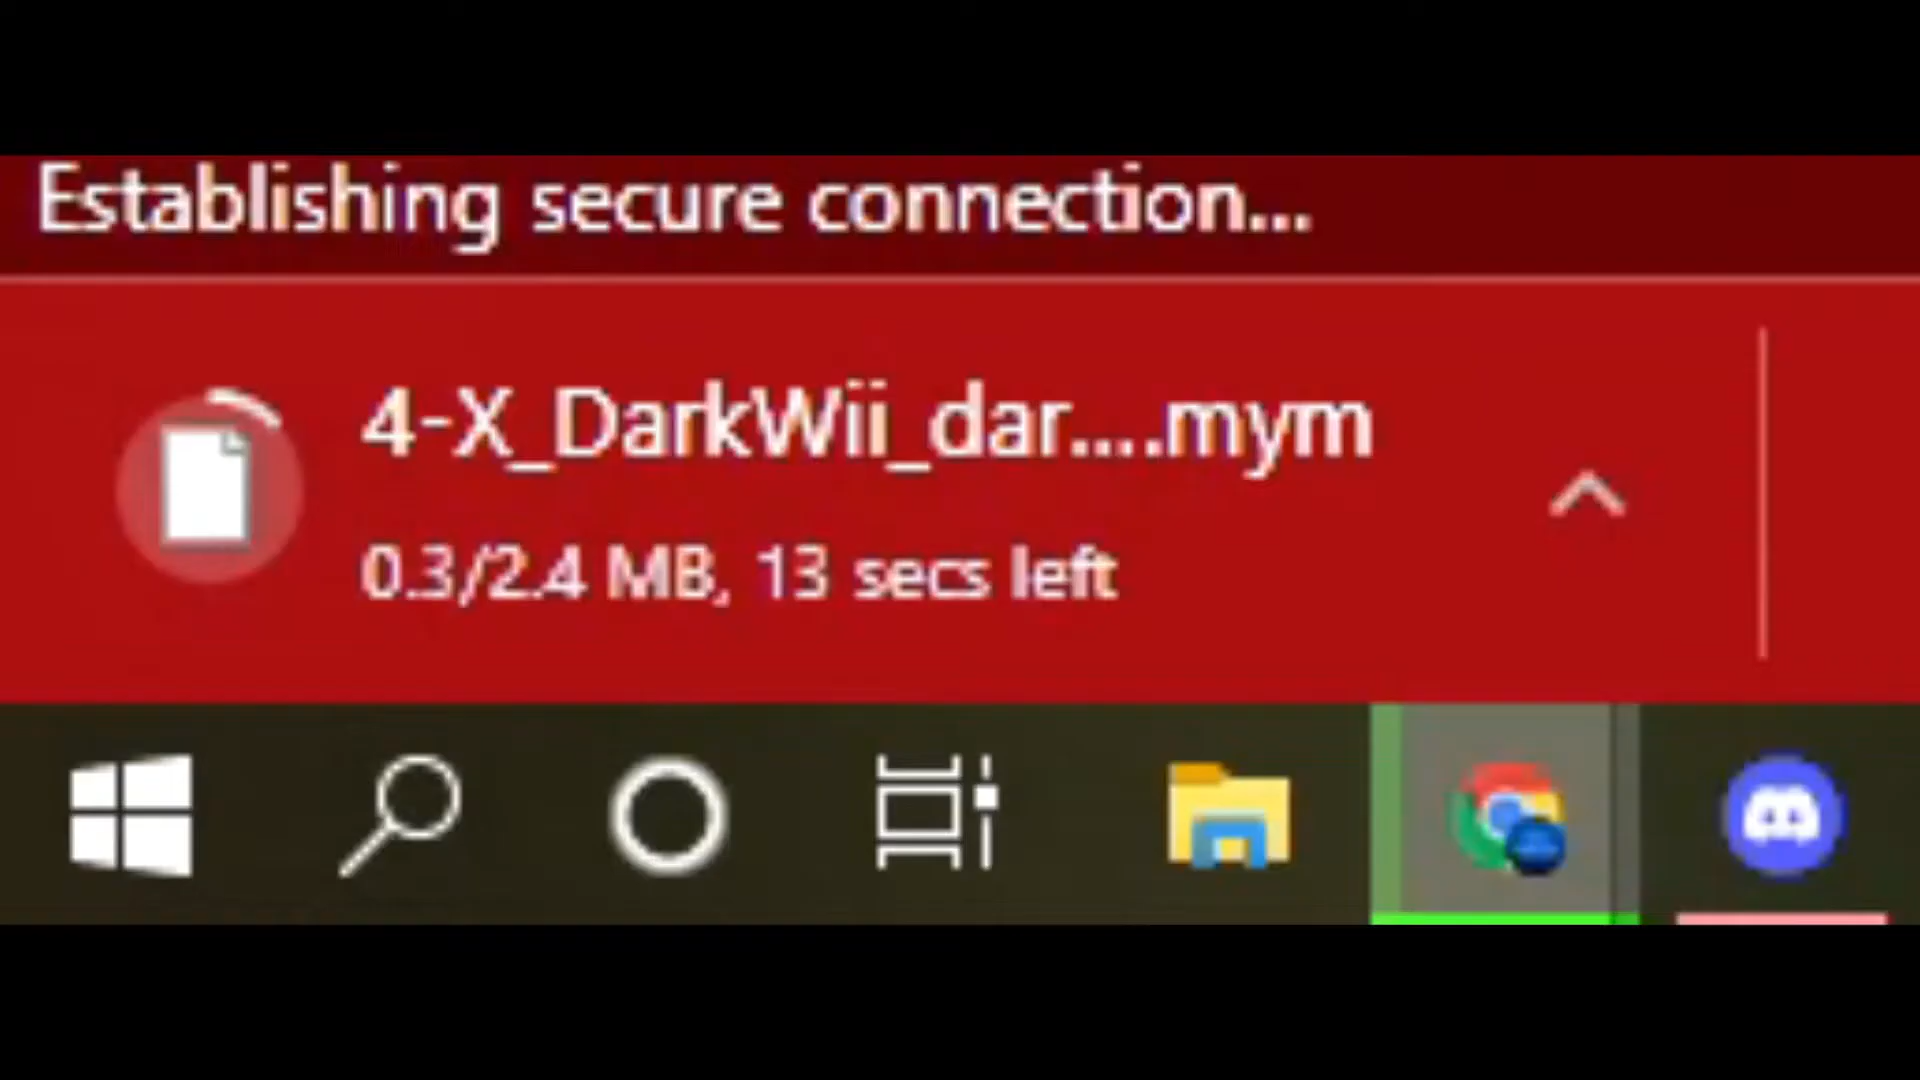 Establishing secure connection...
4-X_DarkWii_dar....mym
0.3/2.4 MB, 13 secs left